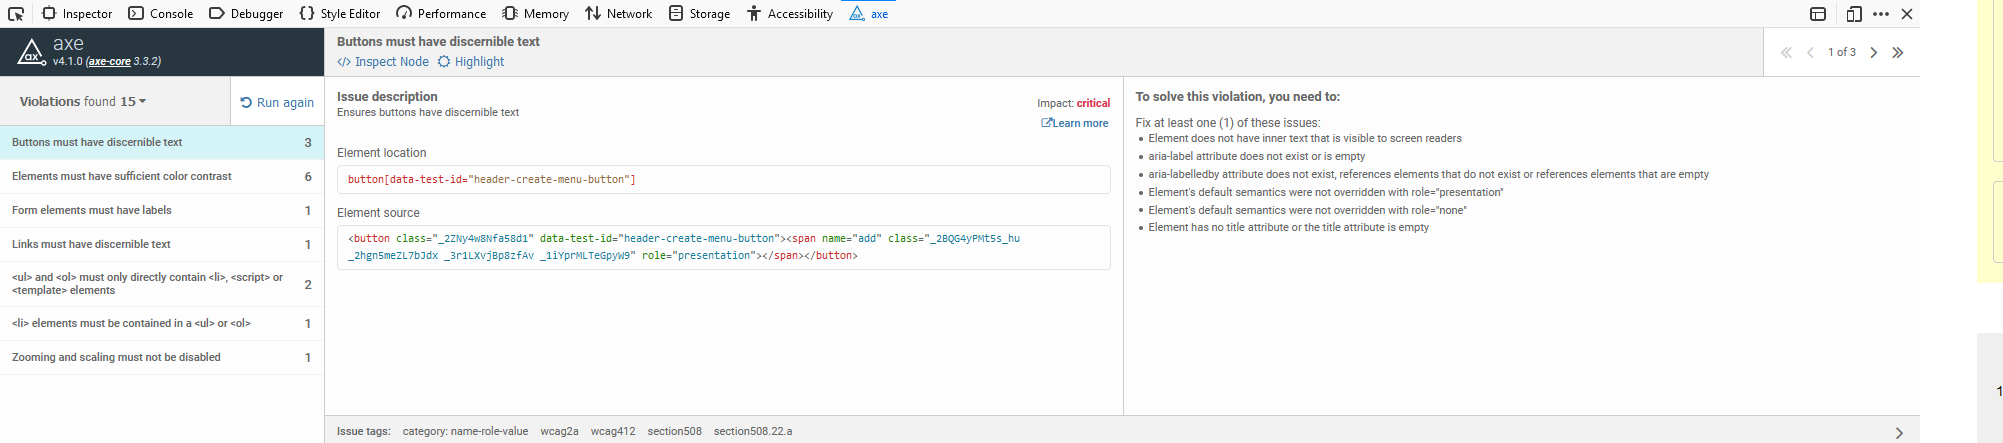 Inspector Console Debugger Style Editor Performance Memory Network Storage Accessibility axe
axe
v4.1.0 (axe-core 3.3.2)
Violations found 15
Run again
Buttons must have discernible text 3
Elements must have sufficient color contrast 6
Form elements must have labels 1
Links must have discernible text 1
<ul> and <ol> must only directly contain <li>, <script> or
<template> elements 2
<li> elements must be contained in a <ul> or <ol> 1
Zooming and scaling must not be disabled 1
Buttons must have discernible text
</> Inspect Node Highlight
1 of 3
Issue description
Ensures buttons have discernible text
Impact: critical
Learn more
Element location
button[data-test-id="header-create-menu-button"]
Element source
<button class="_2ZNy4w8Nfa58d1" data-test-id="header-create-menu-button"><span name="add" class="_2BQG4yPMt5s_hu
_2hgn5meZL7bJdx _3r1LXvjBp8zfAv _1iYprMLTeGpyW9" role="presentation"></span></button>
To solve this violation, you need to:
Fix at least one (1) of these issues:
• Element does not have inner text that is visible to screen readers
• aria-label attribute does not exist or is empty
• aria-labelledby attribute does not exist, references elements that do not exist or references elements that are empty
• Element's default semantics were not overridden with role="presentation"
• Element's default semantics were not overridden with role="none"
• Element has no title attribute or the title attribute is empty
Issue tags: category: name-role-value wcag2a wcag412 section508 section508.22.a
1